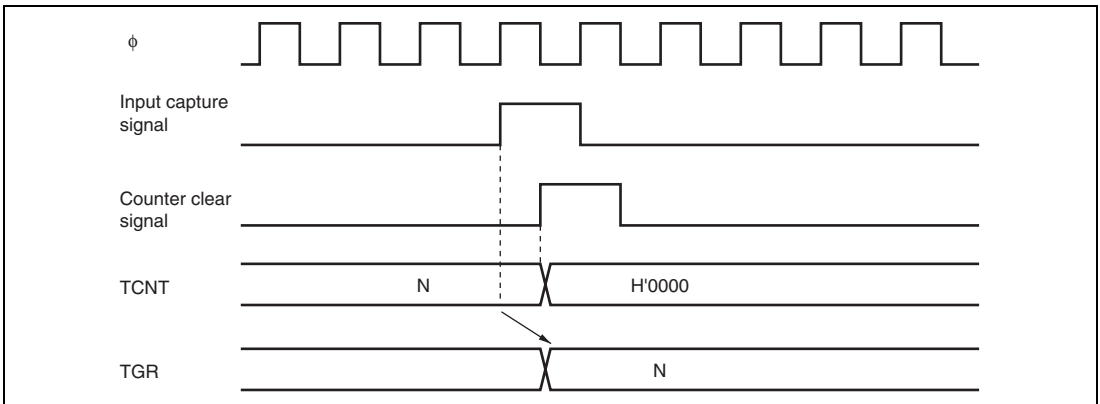 ϕ
Input capture
signal
Counter clear
signal
TCNT
N
H'0000
TGR
N